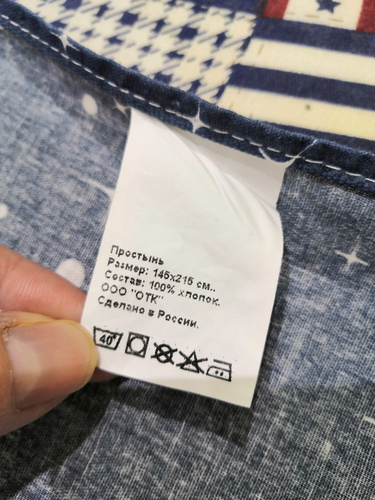 Простынь
Размер: 145х215 см..
Состав: 100% хлопок.
ООО "ОТК"
Сделано в России.
40